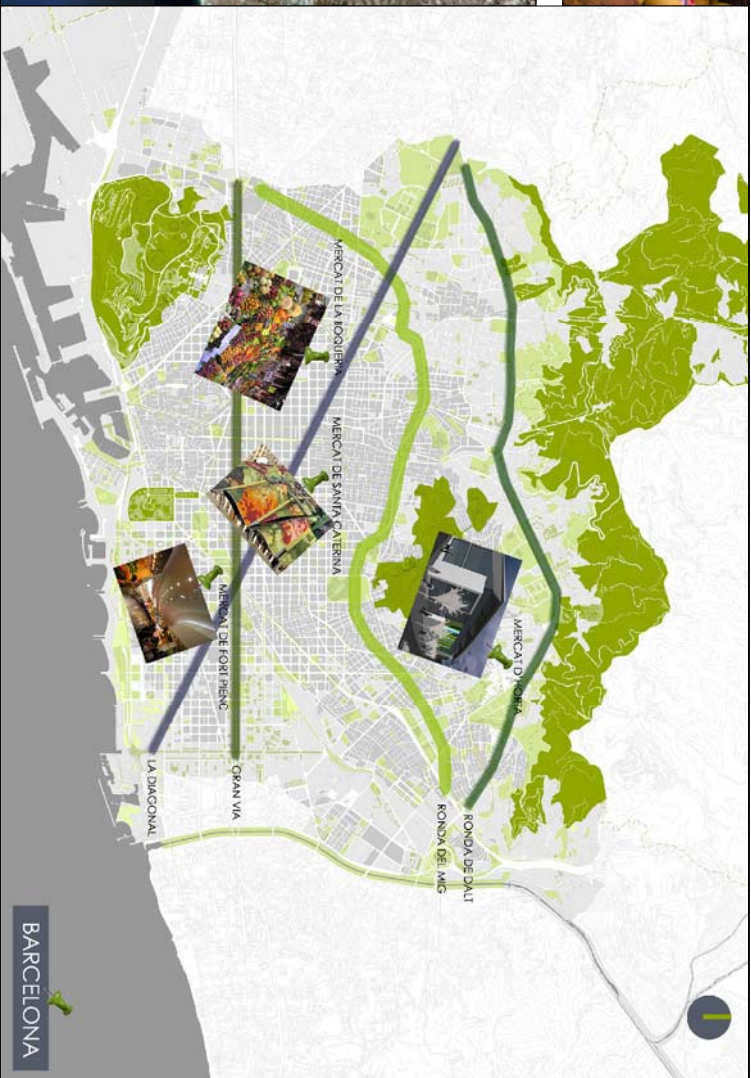 MERCAT D'HORTA
RONDA DE DALT
RONDA DEL MIG
MERCAT DE LA BOQUERIA
MERCAT DE SANTA CATERINA
GRAN VIA
MERCAT DE FORT PIENC
LA DIAGONAL
BARCELONA